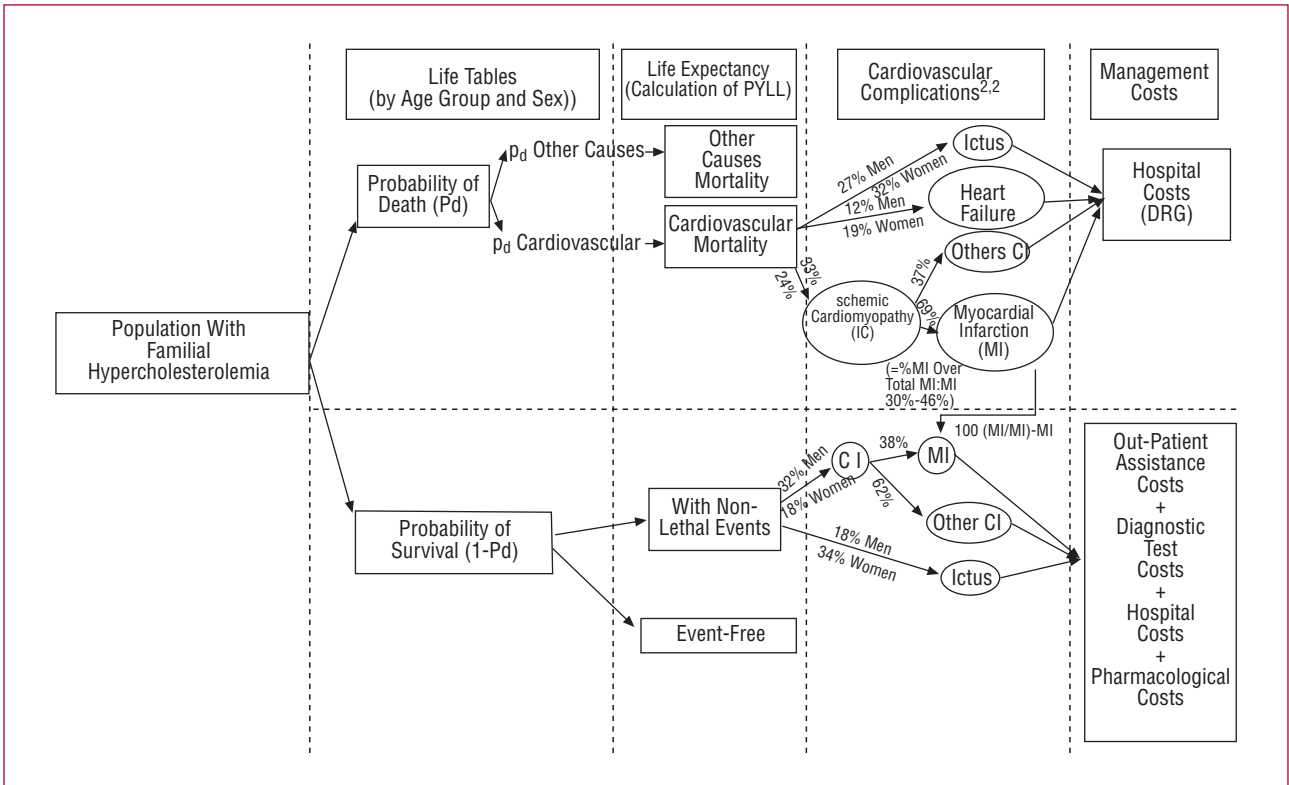 Life Tables
(by Age Group and Sex))
Life Expectancy
(Calculation of PYLL)
Cardiovascular
Complications2,2
Management
Costs
Population With
Familial
Hypercholesterolemia
Probability of
Death (Pd)
pd Other Causes
pd Cardiovascular
Other
Causes
Mortality
Cardiovascular
Mortality
27% Men
32% Women
12% Men
19% Women
33%
24%
Ictus
Heart
Failure
Others CI
37%
69%
schemic
Cardiomyopathy
(IC)
Myocardial
Infarction
(MI)
(=%MI Over
Total MI:MI
30%-46%)
Hospital
Costs
(DRG)
100 (MI/MI)-MI
Probability of
Survival (1-Pd)
With Non-
Lethal Events
Event-Free
32% Men
18% Women
C I
38%
62%
MI
Other CI
18% Men
34% Women
Ictus
Out-Patient
Assistance
Costs
+
Diagnostic
Test
Costs
+
Hospital
Costs
+
Pharmacological
Costs